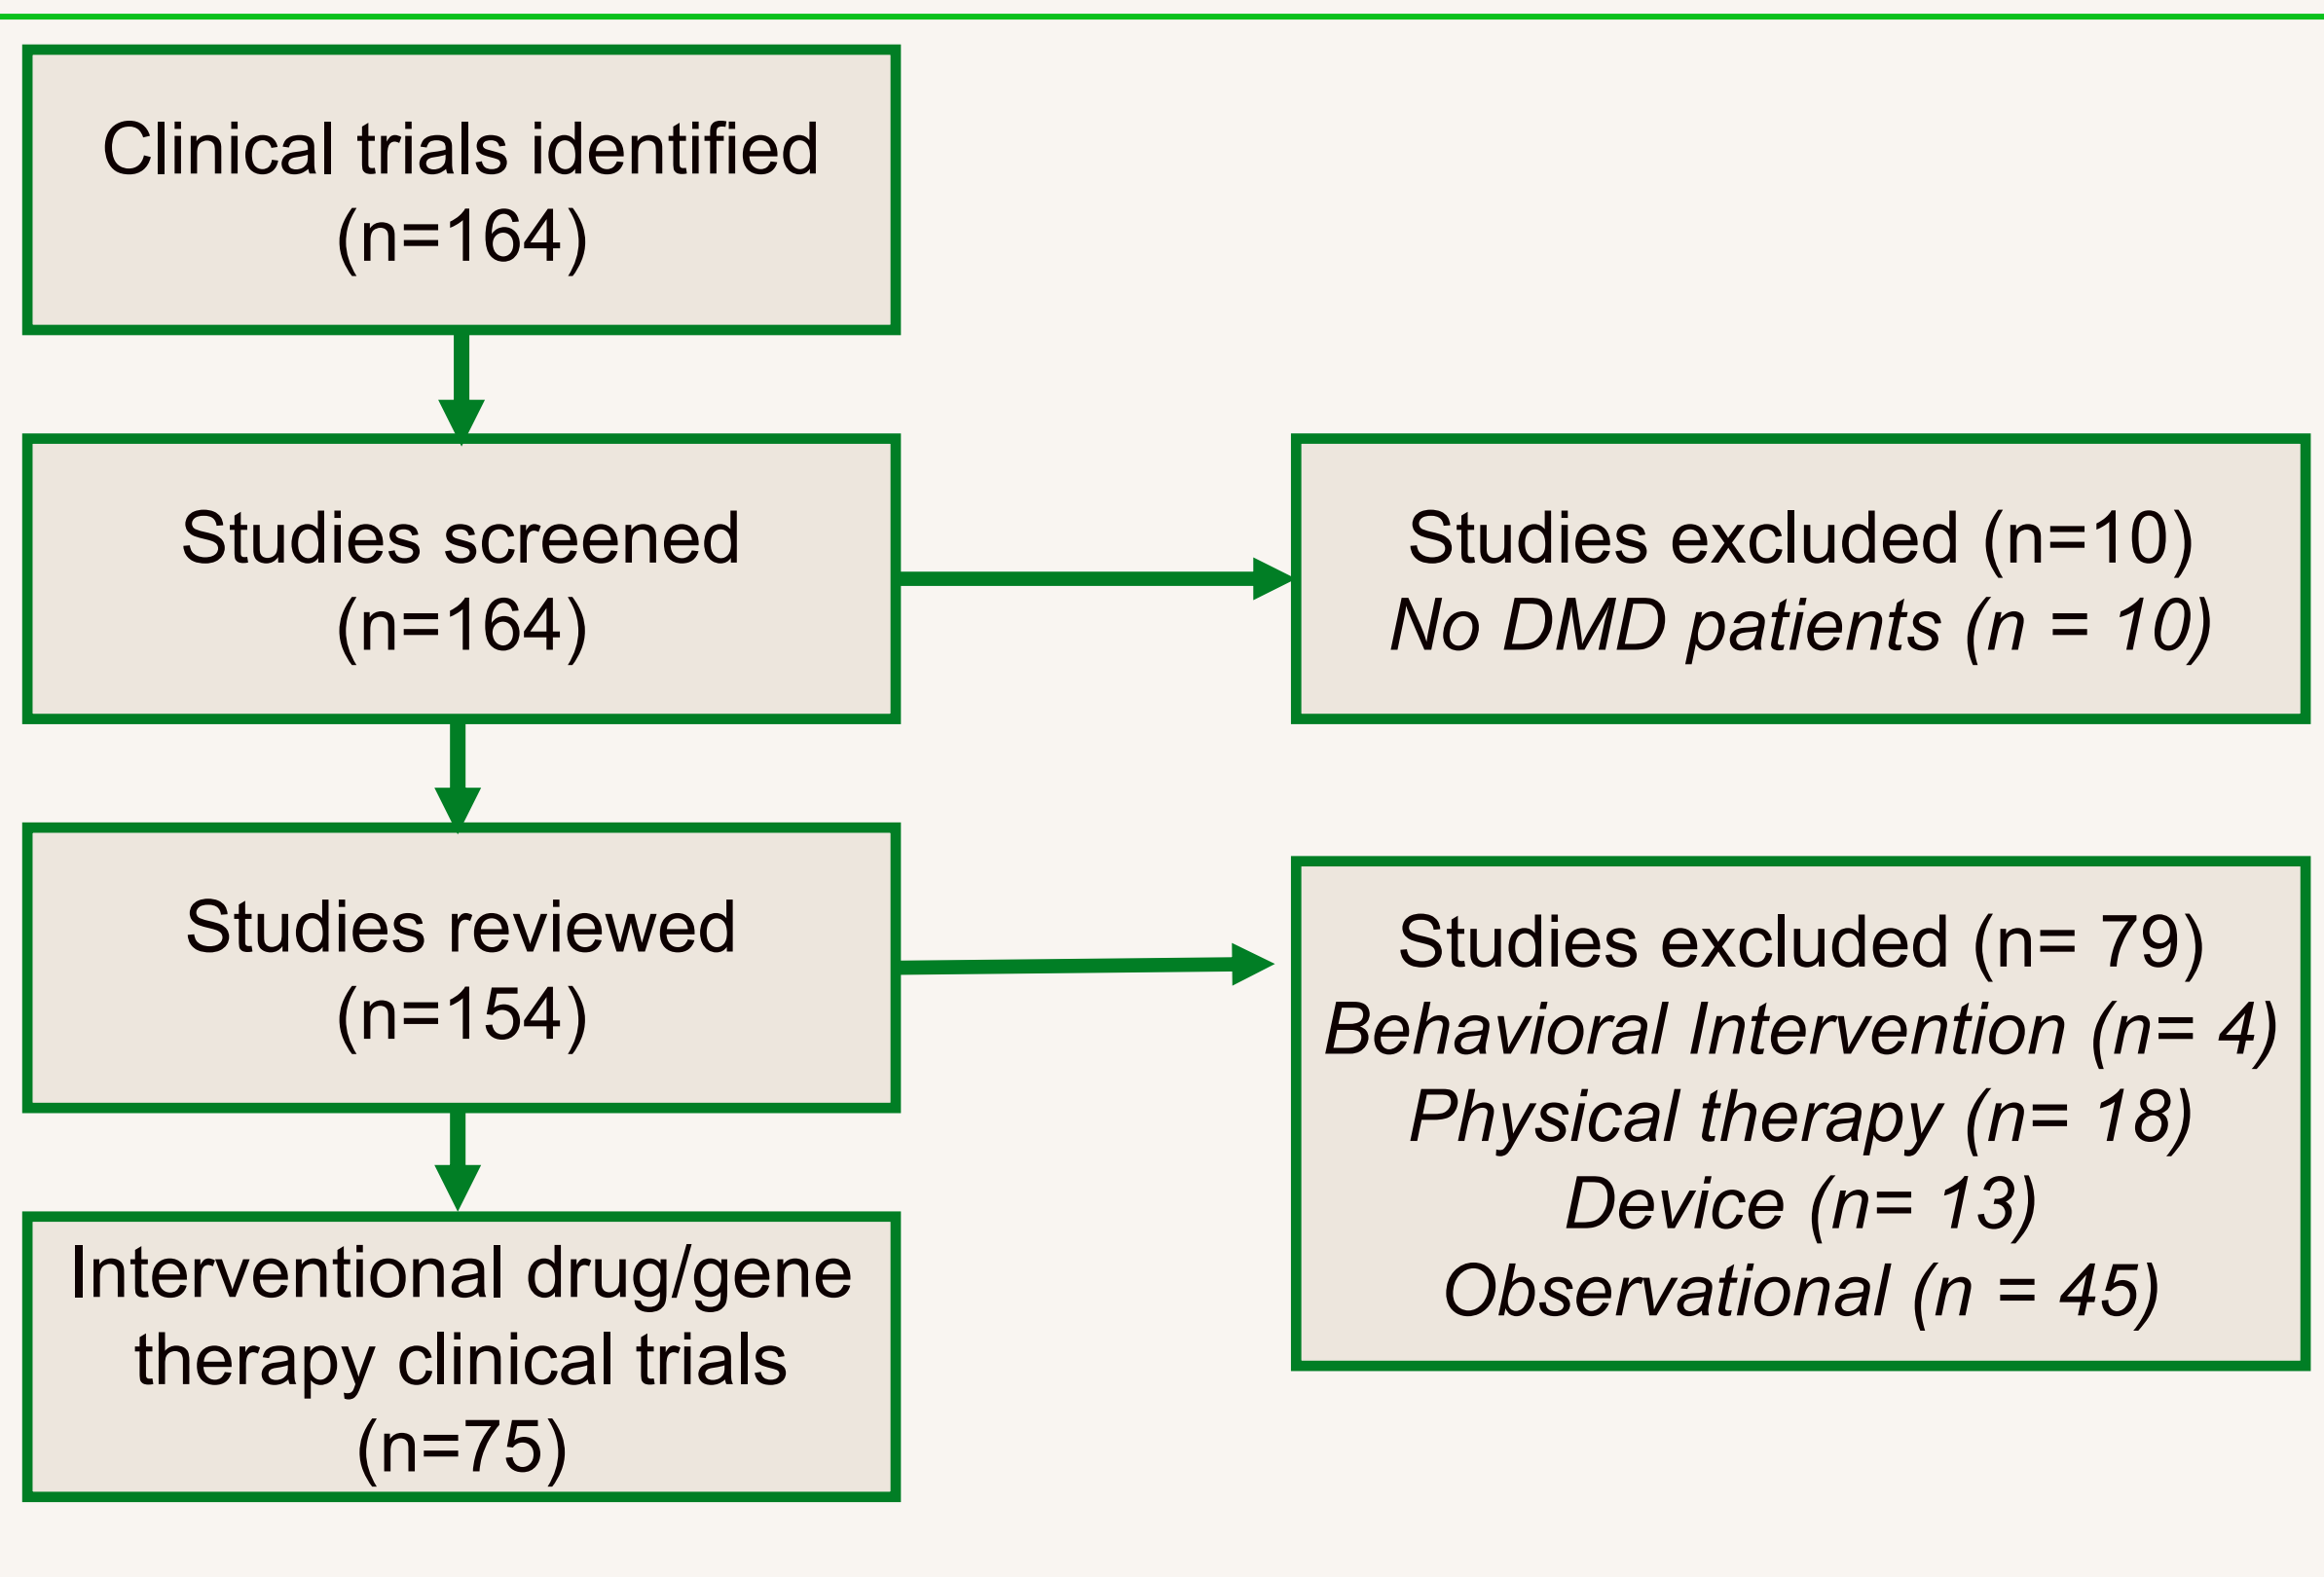 Clinical trials identified
(n=164)
Studies screened
(n=164)
Studies excluded (n=10)
No DMD patients (n = 10)
Studies reviewed
(n=154)
Studies excluded (n= 79)
Behavioral Intervention (n= 4)
Physical therapy (n= 18)
Device (n= 13)
Observational (n = 45)
Interventional drug/gene
therapy clinical trials
(n=75)